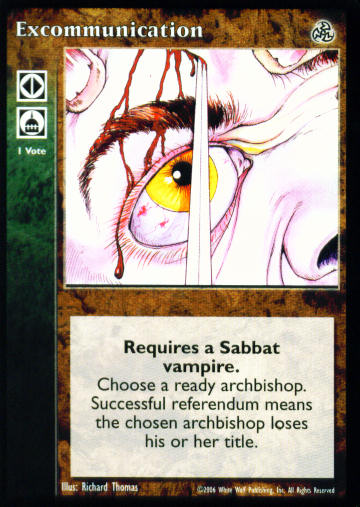 Excommunication
1 Vote
Requires a Sabbat
vampire.
Choose a ready archbishop.
Successful referendum means
the chosen archbishop loses
his or her title.
Illus: Richard Thomas
©2006 White Wolf Publishing, Inc. All Rights Reserved